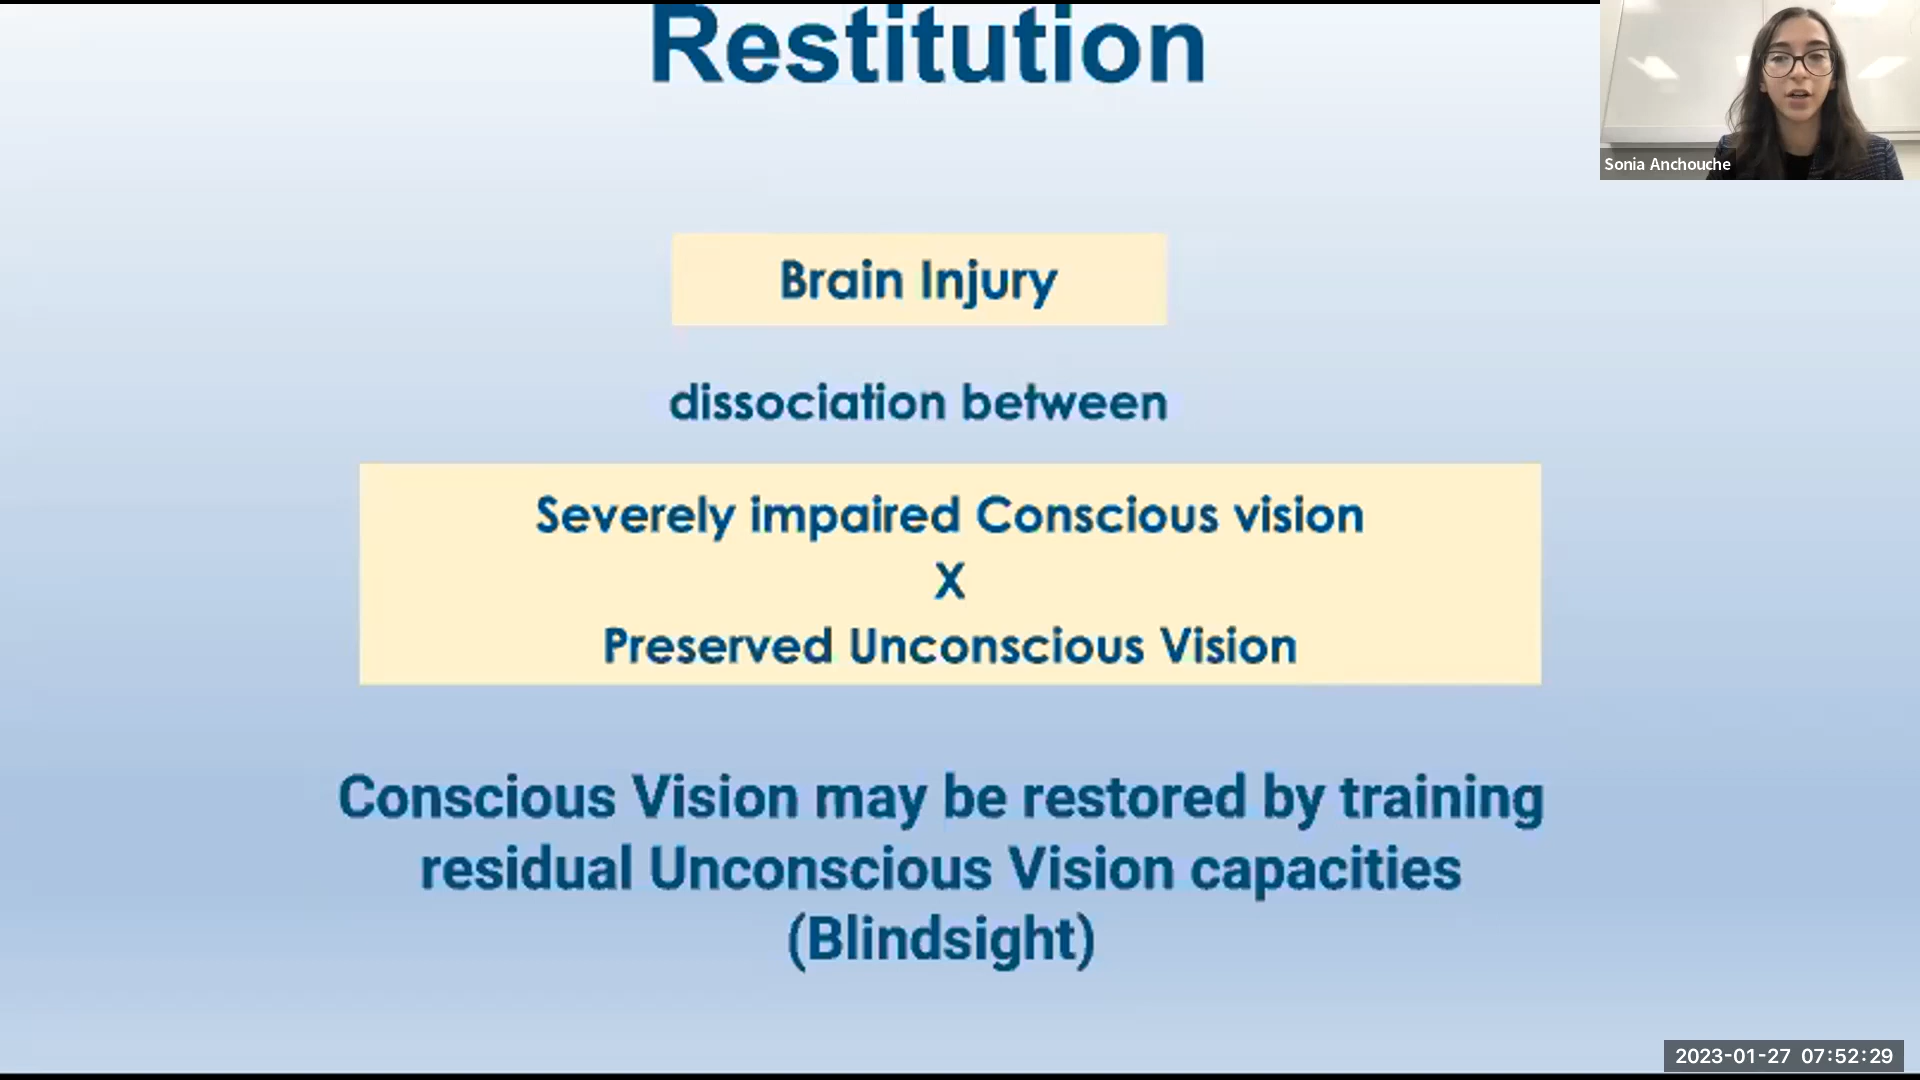 Restitution
Sonia Anchouche
Brain Injury
dissociation between
Severely impaired Conscious vision
X
Preserved Unconscious Vision
Conscious Vision may be restored by training
residual Unconscious Vision capacities
(Blindsight)
2023-01-27 07:52:29